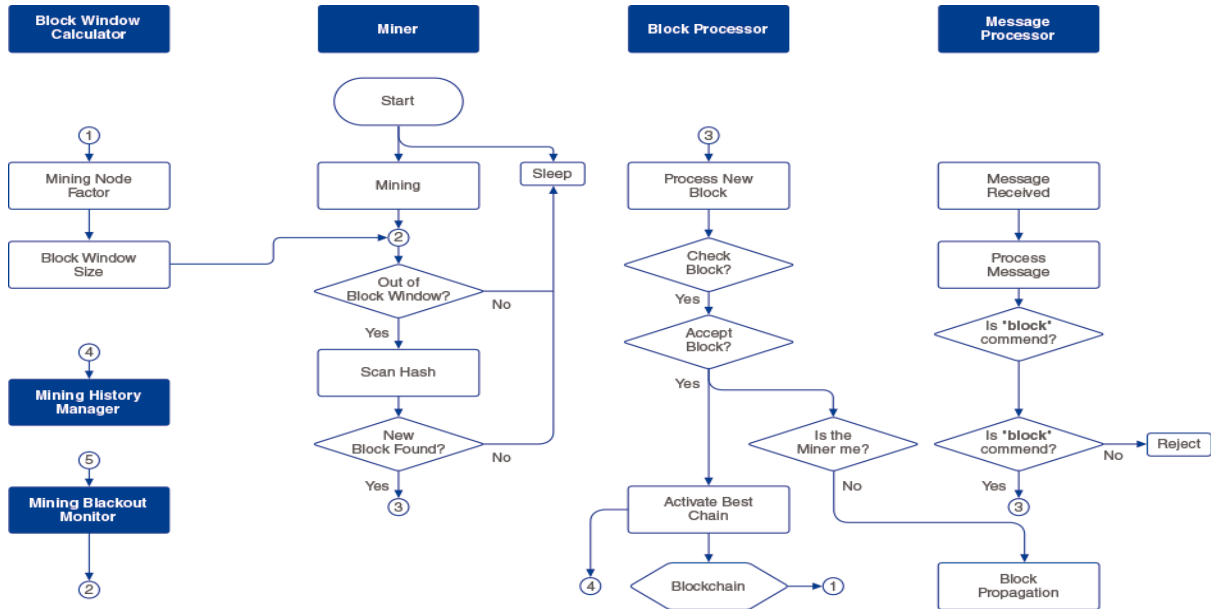 Block Window
Calculator
Miner
Block Processor
Message
Processor
Start
1
3
Mining Node
Factor
Mining
Sleep
Process New
Block
Message
Received
2
Block Window
Size
Check
Block?
Process
Message
Out of
Block Window?
No
Yes
Yes
Accept
Block?
Is "block"
commend?
4
Scan Hash
Yes
Mining History
Manager
New
Block Found?
No
Is the
Miner me?
Is "block"
commend?
No
Reject
5
Yes
No
Yes
Mining Blackout
Monitor
3
Activate Best
Chain
3
2
4
Blockchain
1
Block
Propagation